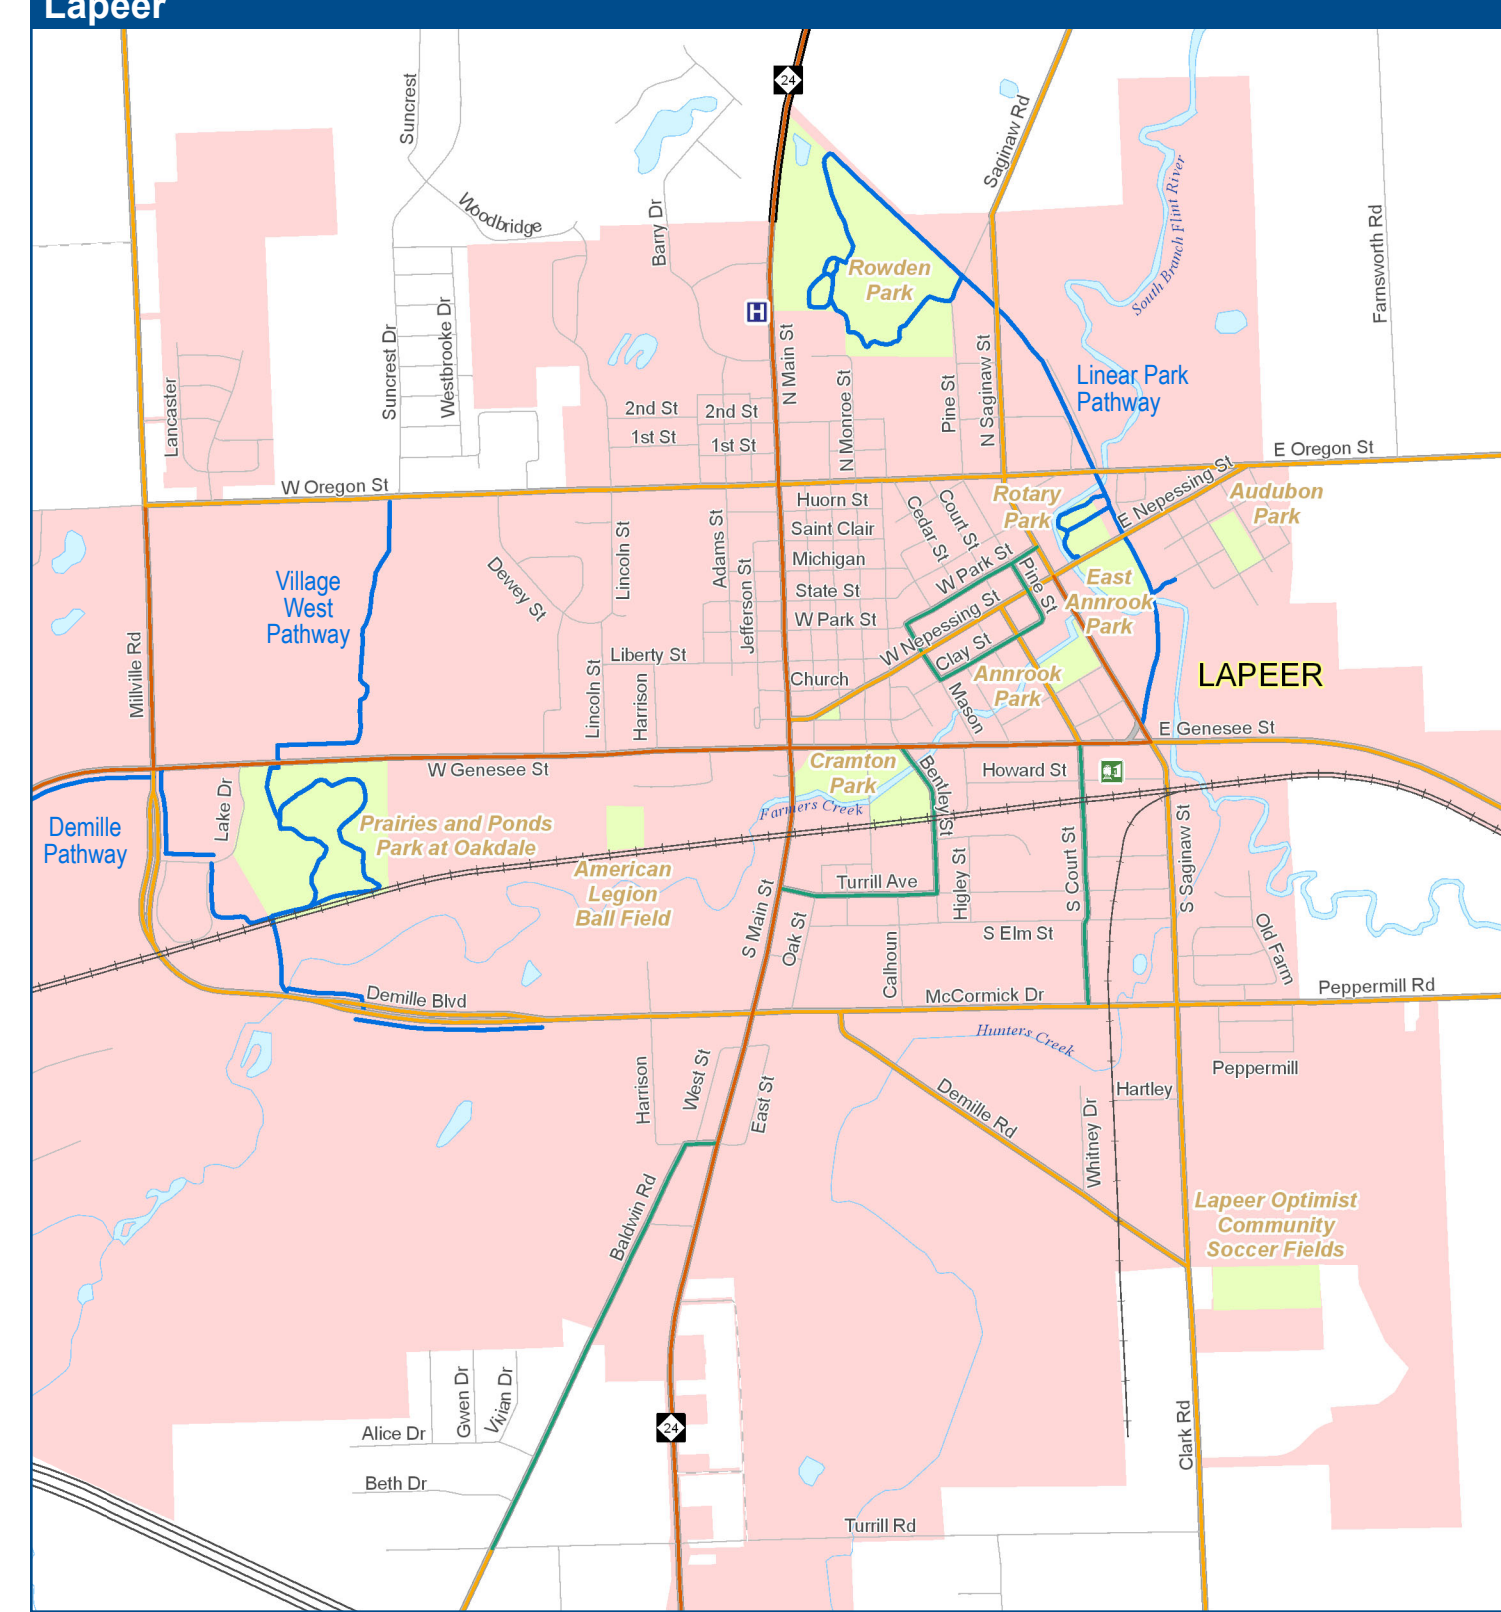 Lapeer
24
Suncrest
Saginaw Rd
Woodbridge
Barry Dr
South Branch Flint River
Farnsworth Rd
Rowden
Park
H
Suncrest Dr
Westbrooke Dr
N Main St
Lancaster
N Monroe St
Pine St
N Saginaw St
Linear Park
Pathway
2nd St
2nd St
1st St
1st St
W Oregon St
E Oregon St
Huorn St
Saint Clair
Michigan
State St
W Park St
Church
Cedar St
Court St
Rotary
Park
E Nepessing St
Audubon
Park
Village
West
Pathway
Dewey St
Lincoln St
Adams St
Jefferson St
W Park St
Pine St
East
Annrook
Park
W Nepessing St
Clay St
Millville Rd
Liberty St
Lincoln St
Harrison
Mason
Annrook
Park
LAPEER
E Genesee St
W Genesee St
Cramton
Park
Bentley St
Howard St
Farmers Creek
Demille
Pathway
Lake Dr
Prairies and Ponds
Park at Oakdale
American
Legion
Ball Field
Turrill Ave
Higley St
S Court St
S Saginaw St
S Main St
Oak St
Calhoun
S Elm St
Old Farm
Demille Blvd
McCormick Dr
Peppermill Rd
Hunters Creek
Peppermill
Harrison
West St
East St
Demille Rd
Hartley
Whitney Dr
Baldwin Rd
Lapeer Optimist
Community
Soccer Fields
Gwen Dr
Vivian Dr
Alice Dr
24
Clark Rd
Beth Dr
Turrill Rd